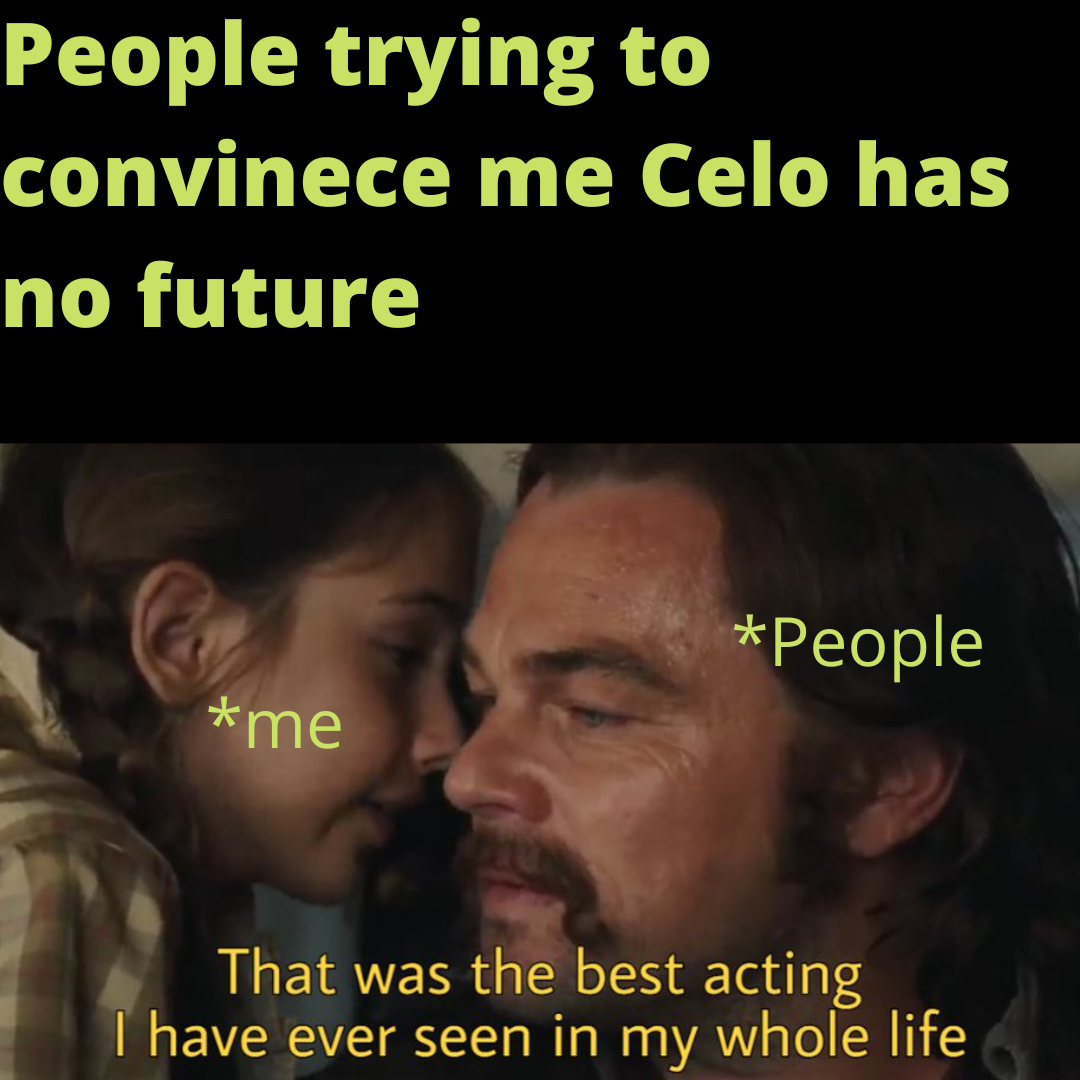 People trying to
convinece me Celo has
no future
*People
*me
That was the best acting
I have ever seen in my whole life